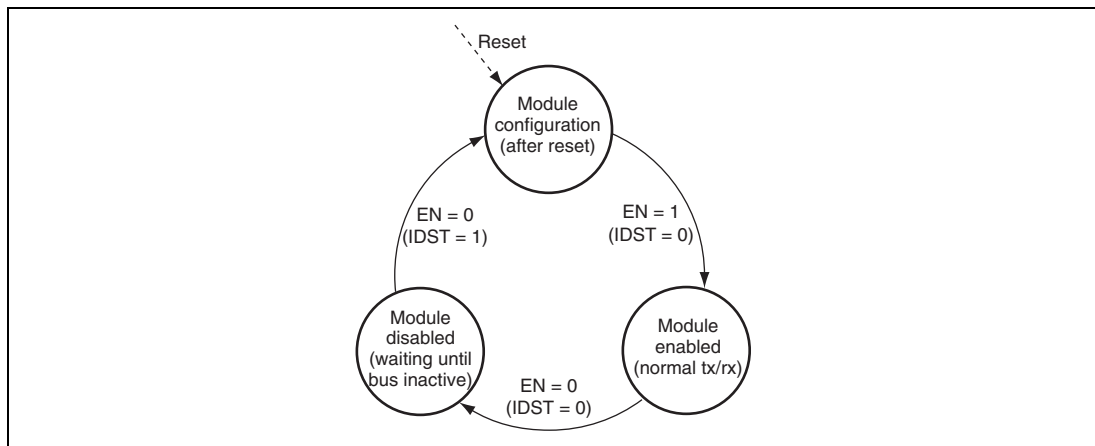 Reset
Module
configuration
(after reset)
EN = 0
(IDST = 1)
EN = 1
(IDST = 0)
Module
disabled
(waiting until
bus inactive)
Module
enabled
(normal tx/rx)
EN = 0
(IDST = 0)